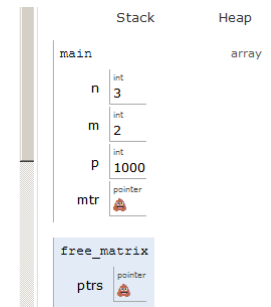 Stack Heap
main array
int
n 3
int
m 2
int
p 1000
pointer
mtr
free_matrix
pointer
ptrs